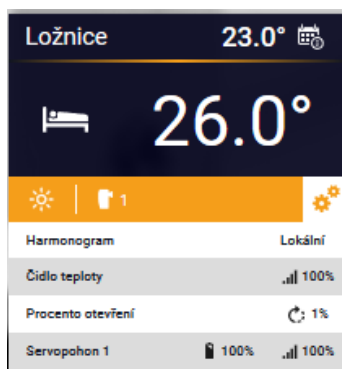 Ložnice 23.0°
26.0°
1
Harmonogram Lokální
Čidlo teploty 100%
Procento otevření 1%
Servopohon 1 100% 100%